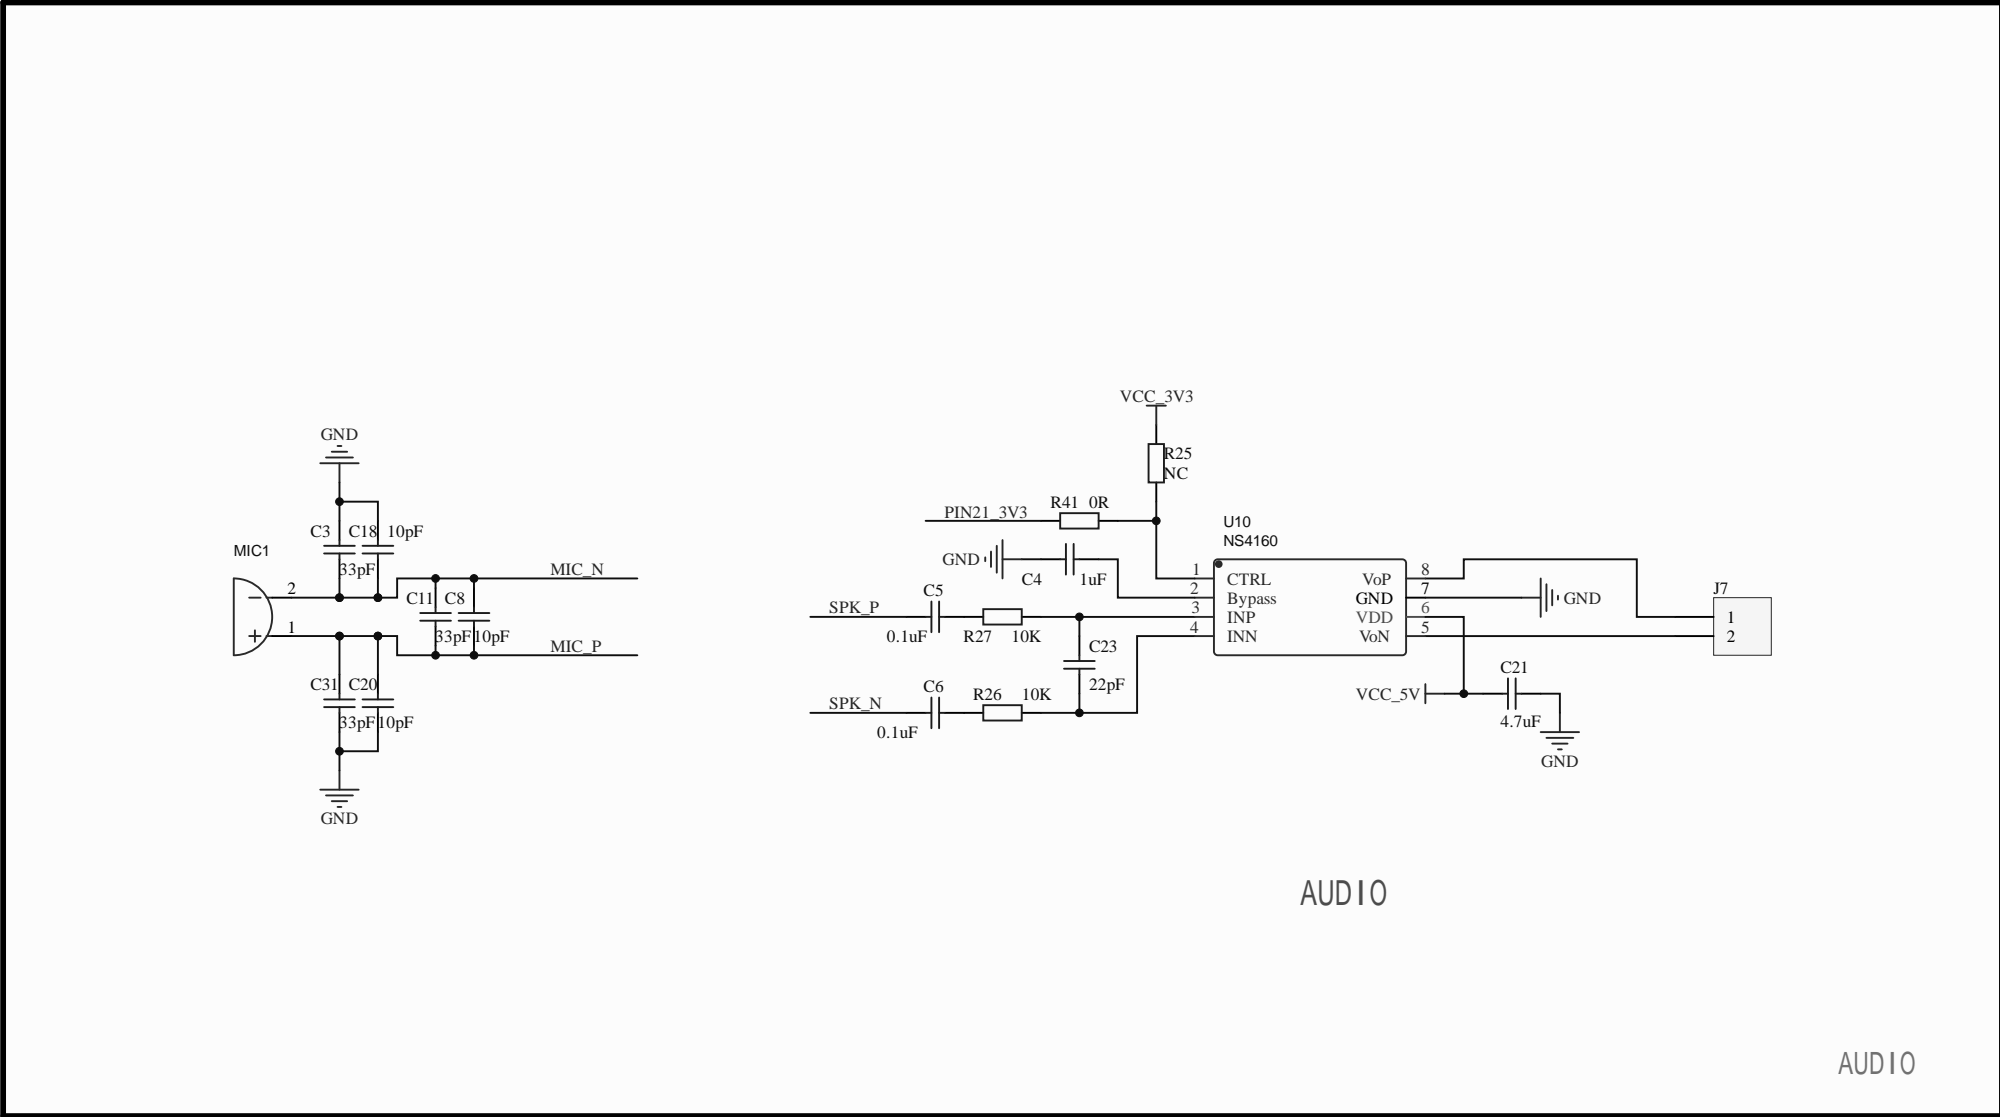 VCC_3V3
GND
R25
NC
R41 0R
PIN21_3V3
C3 C18 10pF
U10
NS4160
MIC1
GND
33pF
MIC_N
C4 1uF
1 CTRL VoP 8
2 Bypass GND 7
3 INP VDD 6
4 INN VoN 5
GND
J7
1
2
2
C11 C8
C5
SPK_P
0.1uF
R27 10K
1
33pF 10pF
MIC_P
C23
22pF
C31 C20
33pF 10pF
C6
R26 10K
SPK_N
0.1uF
C21
VCC_5V
4.7uF
GND
GND
AUDIO
AUDIO